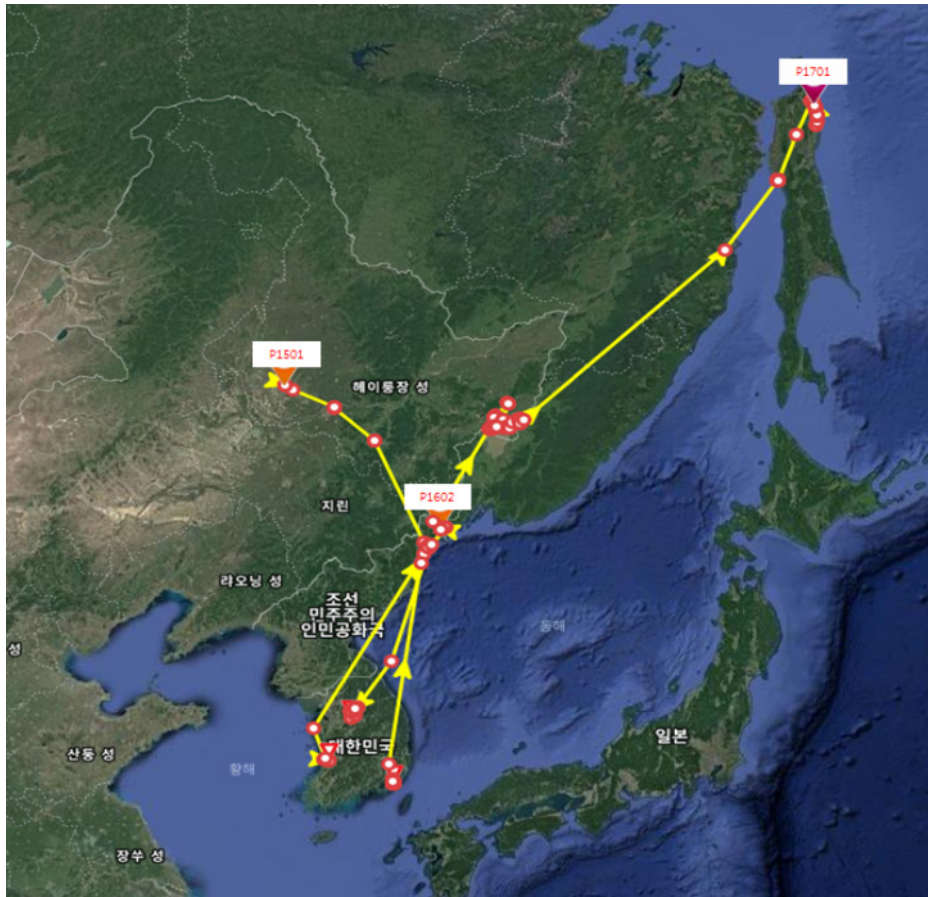 P1701
P1501
헤이룽장 성
P1602
지린
랴오닝 성
조선
민주주의
인민공화국
동해
성
대한민국
일본
산둥 성
황해
장쑤 성